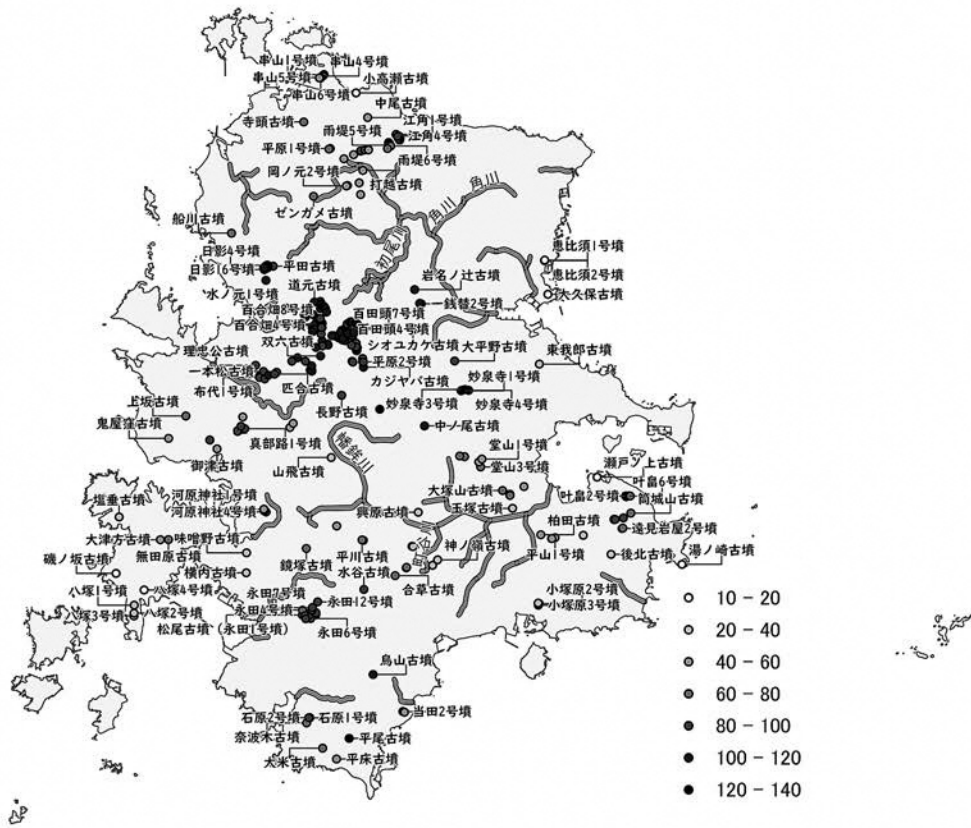 串山1号墳
串山4号墳
串山5号墳
小高瀬古墳
串山6号墳
中尾古墳
寺頭古墳
江角1号墳
雨堤5号墳
江角4号墳
平原1号墳
雨堤6号墳
岡ノ元2号墳
打越古墳
角川
ゼンガメ古墳
角川
船川古墳
初尾川
恵比須1号墳
日影4号墳
平田古墳
日影16号墳
恵比須2号墳
岩名ノ辻古墳
道元古墳
水ノ元1号墳
大久保古墳
銭替2号墳
百合畑8号墳
百田頭7号墳
百合畑4号墳
百田頭4号墳
双六古墳
シオユカケ古墳
大平野古墳
東我郎古墳
理忠公古墳
平原2号墳
一本松古墳
カジヤバ古墳
妙泉寺1号墳
布代1号墳
匹合古墳
上坂古墳
長野古墳
妙泉寺3号墳
妙泉寺4号墳
鬼屋窪古墳
真部路1号墳
中ノ尾古墳
幡鉾川
御津古墳
山飛古墳
堂山1号墳
堂山3号墳
瀬戸ノ上古墳
叶畠6号墳
塩垂古墳
河原神社1号墳
大塚山古墳
叶畠2号墳
筒城山古墳
河原神社4号墳
興原古墳
玉塚古墳
柏田古墳
遠見岩屋2号墳
大津方古墳
味噌野古墳
無田原古墳
平川古墳
町谷川
神ノ嶺古墳
平山1号墳
後北古墳
湯ノ崎古墳
磯ノ坂古墳
横内古墳
鏡塚古墳
水谷古墳
合草古墳
八塚1号墳
八塚4号墳
永田7号墳
永田12号墳
小塚原2号墳
小塚原3号墳
塚3号墳
八塚2号墳
永田4号墳
松尾古墳(永田1号墳)
永田6号墳
10 − 20
20 − 40
40 − 60
60 − 80
80 − 100
100 − 120
120 − 140
鳥山古墳
石原2号墳
石原1号墳
当田2号墳
奈波木古墳
平尾古墳
大米古墳
平床古墳